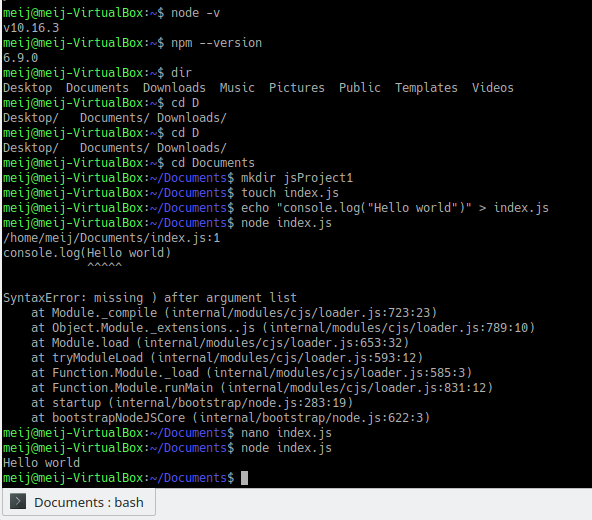 meij@meij-VirtualBox:~$ node -v
v10.16.3
meij@meij-VirtualBox:~$ npm --version
6.9.0
meij@meij-VirtualBox:~$ dir
Desktop  Documents  Downloads  Music  Pictures  Public  Templates  Videos
meij@meij-VirtualBox:~$ cd D
Desktop/   Documents/ Downloads/
meij@meij-VirtualBox:~$ cd D
Desktop/   Documents/ Downloads/
meij@meij-VirtualBox:~$ cd Documents
meij@meij-VirtualBox:~/Documents$ mkdir jsProject1
meij@meij-VirtualBox:~/Documents$ touch index.js
meij@meij-VirtualBox:~/Documents$ echo "console.log("Hello world")" > index.js
meij@meij-VirtualBox:~/Documents$ node index.js
/home/meij/Documents/index.js:1
console.log(Hello world)
            ^^^^^
SyntaxError: missing ) after argument list
    at Module._compile (internal/modules/cjs/loader.js:723:23)
    at Object.Module._extensions..js (internal/modules/cjs/loader.js:789:10)
    at Module.load (internal/modules/cjs/loader.js:653:32)
    at tryModuleLoad (internal/modules/cjs/loader.js:593:12)
    at Function.Module._load (internal/modules/cjs/loader.js:585:3)
    at Function.Module.runMain (internal/modules/cjs/loader.js:831:12)
    at startup (internal/bootstrap/node.js:283:19)
    at bootstrapNodeJSCore (internal/bootstrap/node.js:622:3)
meij@meij-VirtualBox:~/Documents$ nano index.js
meij@meij-VirtualBox:~/Documents$ node index.js
Hello world
meij@meij-VirtualBox:~/Documents$
Documents : bash